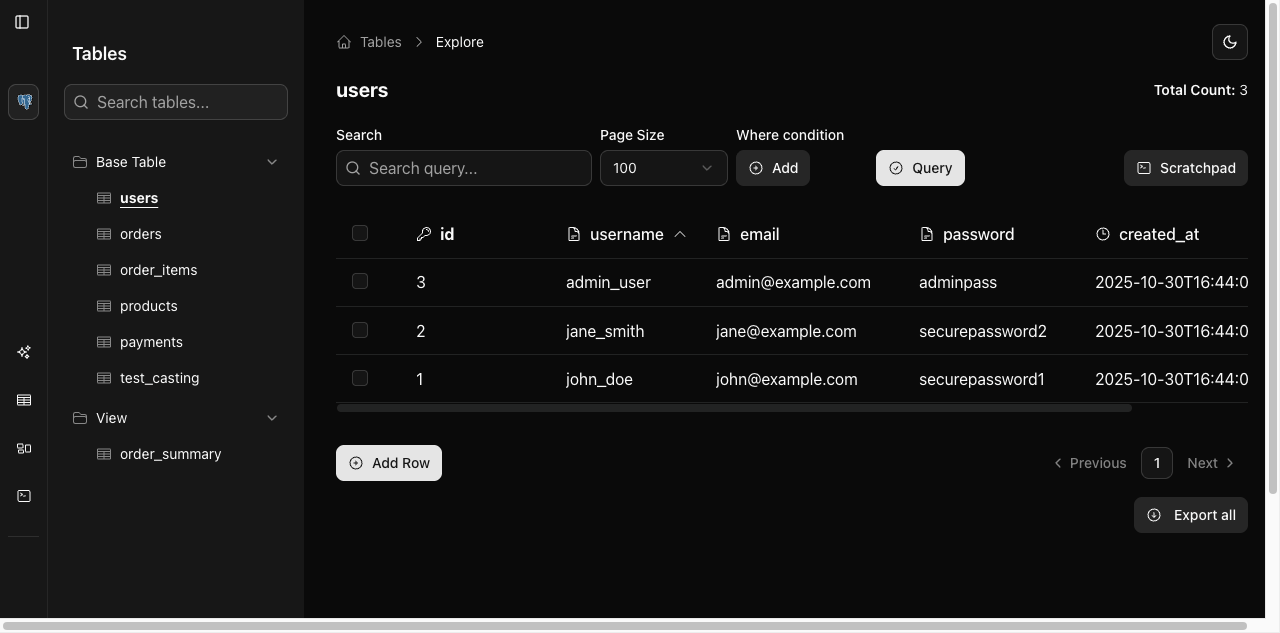 Tables
Search tables...
Base Table
users
orders
order_items
products
payments
test_casting
View
order_summary
Tables > Explore
users
Total Count: 3
Search Page Size Where condition
Search query... 100 Add Query Scratchpad
id username email password created_at
3 admin_user admin@example.com adminpass 2025-10-30T16:44:0
2 jane_smith jane@example.com securepassword2 2025-10-30T16:44:0
1 john_doe john@example.com securepassword1 2025-10-30T16:44:0
Add Row
Previous 1 Next
Export all